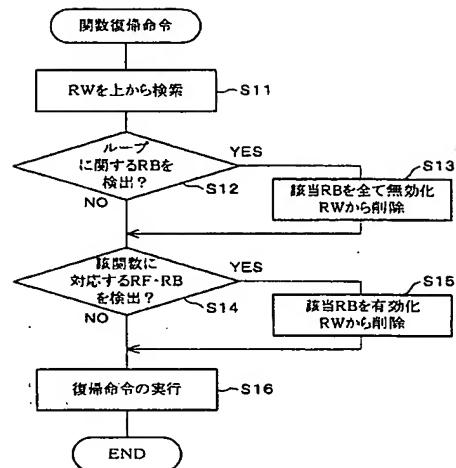 関数復帰命令
RWを上から検索
S11
ループ
に関するRBを
検出?
YES
S12
NO
S13
該当RBを全て無効化
RWから削除
該関数に
対応するRF・RB
を検出?
YES
S14
NO
S15
該当RBを有効化
RWから削除
復帰命令の実行
S16
END